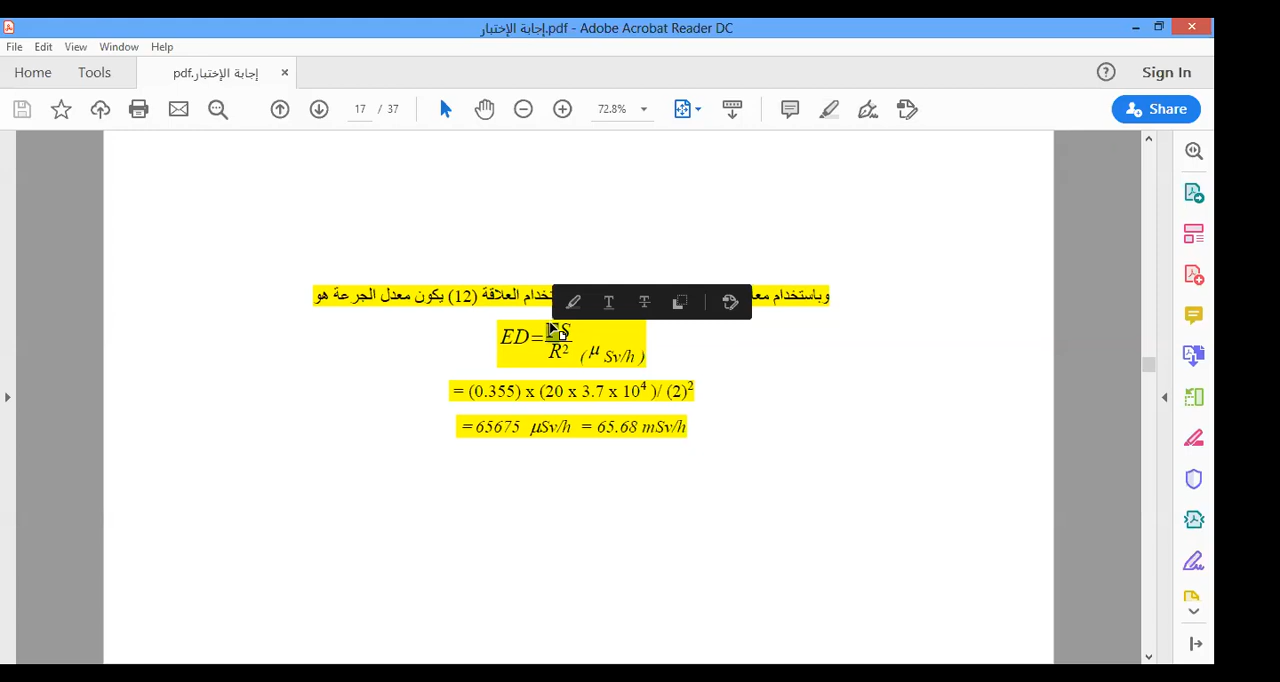 إجابة الإختبار.pdf - Adobe Acrobat Reader DC
File Edit View Window Help
Home Tools إجابة الإختبار.pdf × Sign In
17 / 37 72.8% Share
وباستخدام تخدام العلاقة (12) يكون معدل الجرعة هو
ED= S
R² (μ Sv/h )
= (0.355) x (20 x 3.7 x 10⁴ )/ (2)²
= 65675 μSv/h = 65.68 mSv/h